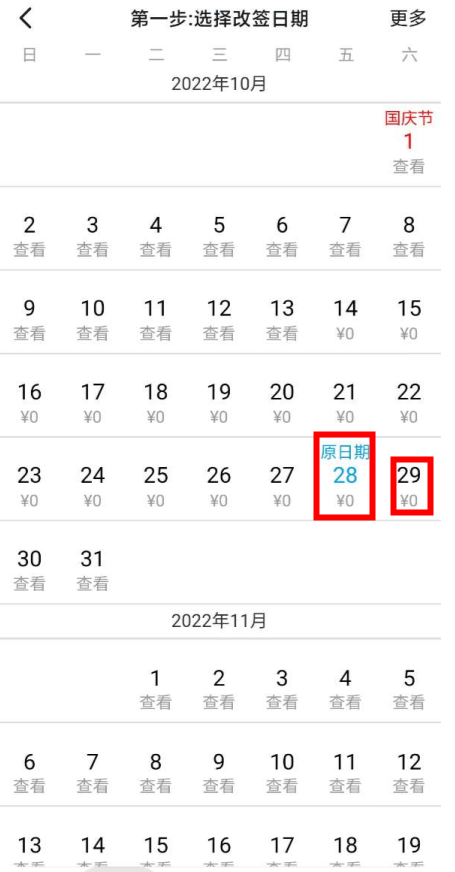 第一步:选择改签日期 更多
日 一 二 三 四 五 六
2022年10月
国庆节
1
查看
2 3 4 5 6 7 8
查看 查看 查看 查看 查看 查看 查看
9 10 11 12 13 14 15
查看 查看 查看 查看 查看 ¥0 ¥0
16 17 18 19 20 21 22
¥0 ¥0 ¥0 ¥0 ¥0 ¥0 ¥0
原日期
23 24 25 26 27 28 29
¥0 ¥0 ¥0 ¥0 ¥0 ¥0 ¥0
30 31
查看 查看
2022年11月
1 2 3 4 5
查看 查看 查看 查看 查看
6 7 8 9 10 11 12
查看 查看 查看 查看 查看 查看 查看
13 14 15 16 17 18 19